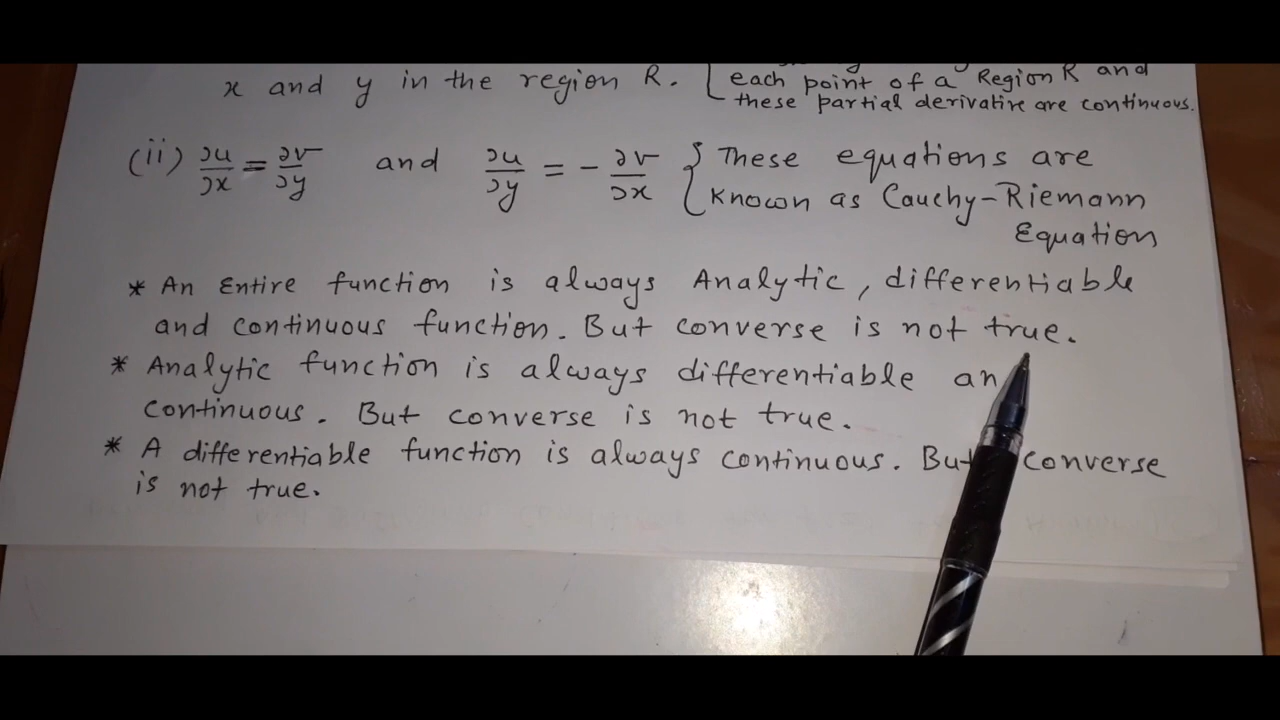 x and y in the region R. { each point of a Region R and
these partial derivative are continuous.
(ii) ∂u/∂x = ∂v/∂y and ∂u/∂y = - ∂v/∂x { These equations are
known as Cauchy-Riemann
Equation
* An Entire function is always Analytic, differentiable
and continuous function. But converse is not true.
* Analytic function is always differentiable an
continuous. But converse is not true.
* A differentiable function is always continuous. But converse
is not true.